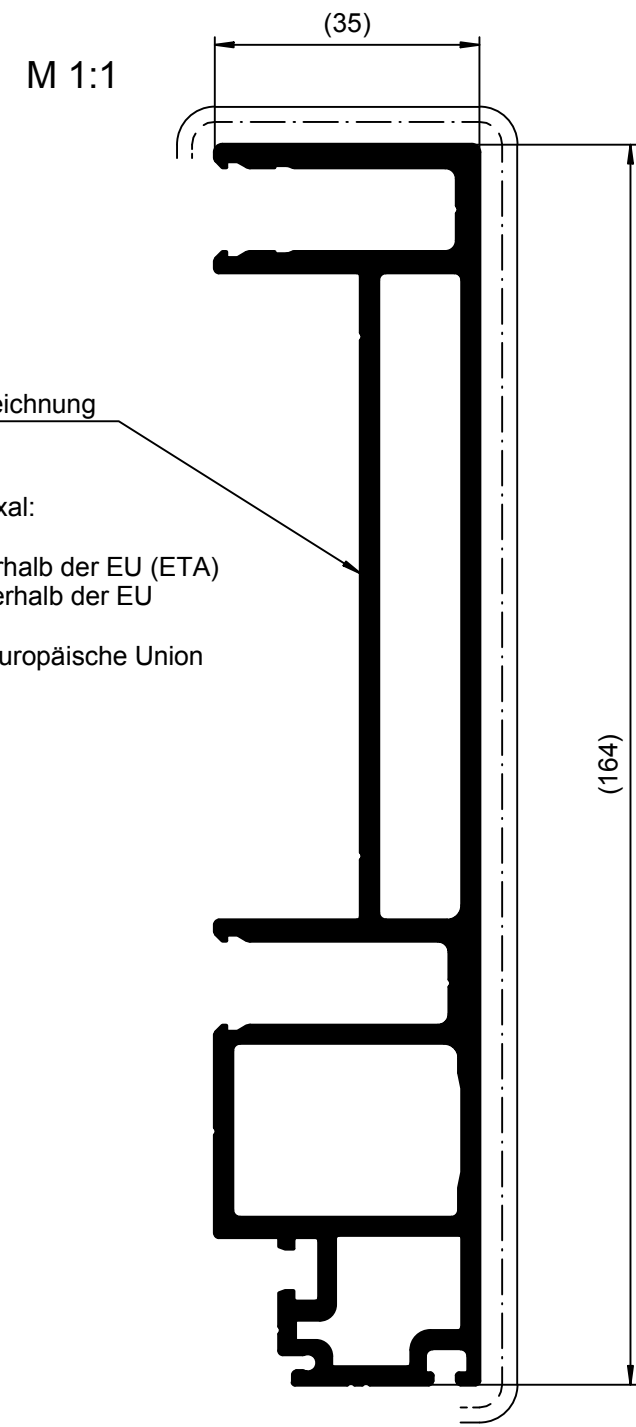 (35)
M 1:1
eichnung
xal:
rhalb der EU (ETA)
erhalb der EU
uropäische Union
(164)